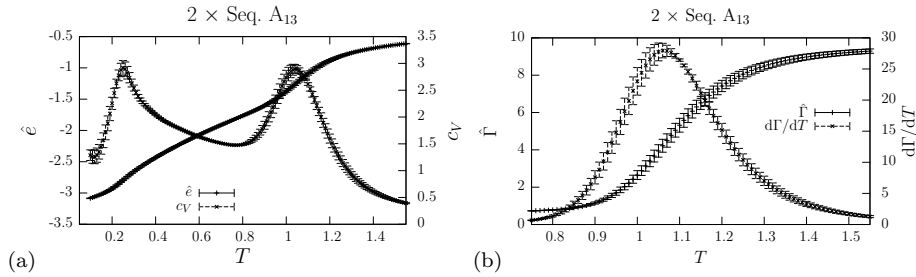 2 × Seq. A13
-0.5
-1
-1.5
-2
-2.5
-3
-3.5
ê
3.5
3
2.5
2
1.5
1
0.5
0
cV
ê
cV
0.2 0.4 0.6 0.8 1 1.2 1.4
T
(a)
2 × Seq. A13
10
8
6
4
2
0
Γ̂
30
25
20
15
10
5
0
dΓ/dT
Γ̂
dΓ/dT
0.8 0.9 1 1.1 1.2 1.3 1.4 1.5
T
(b)